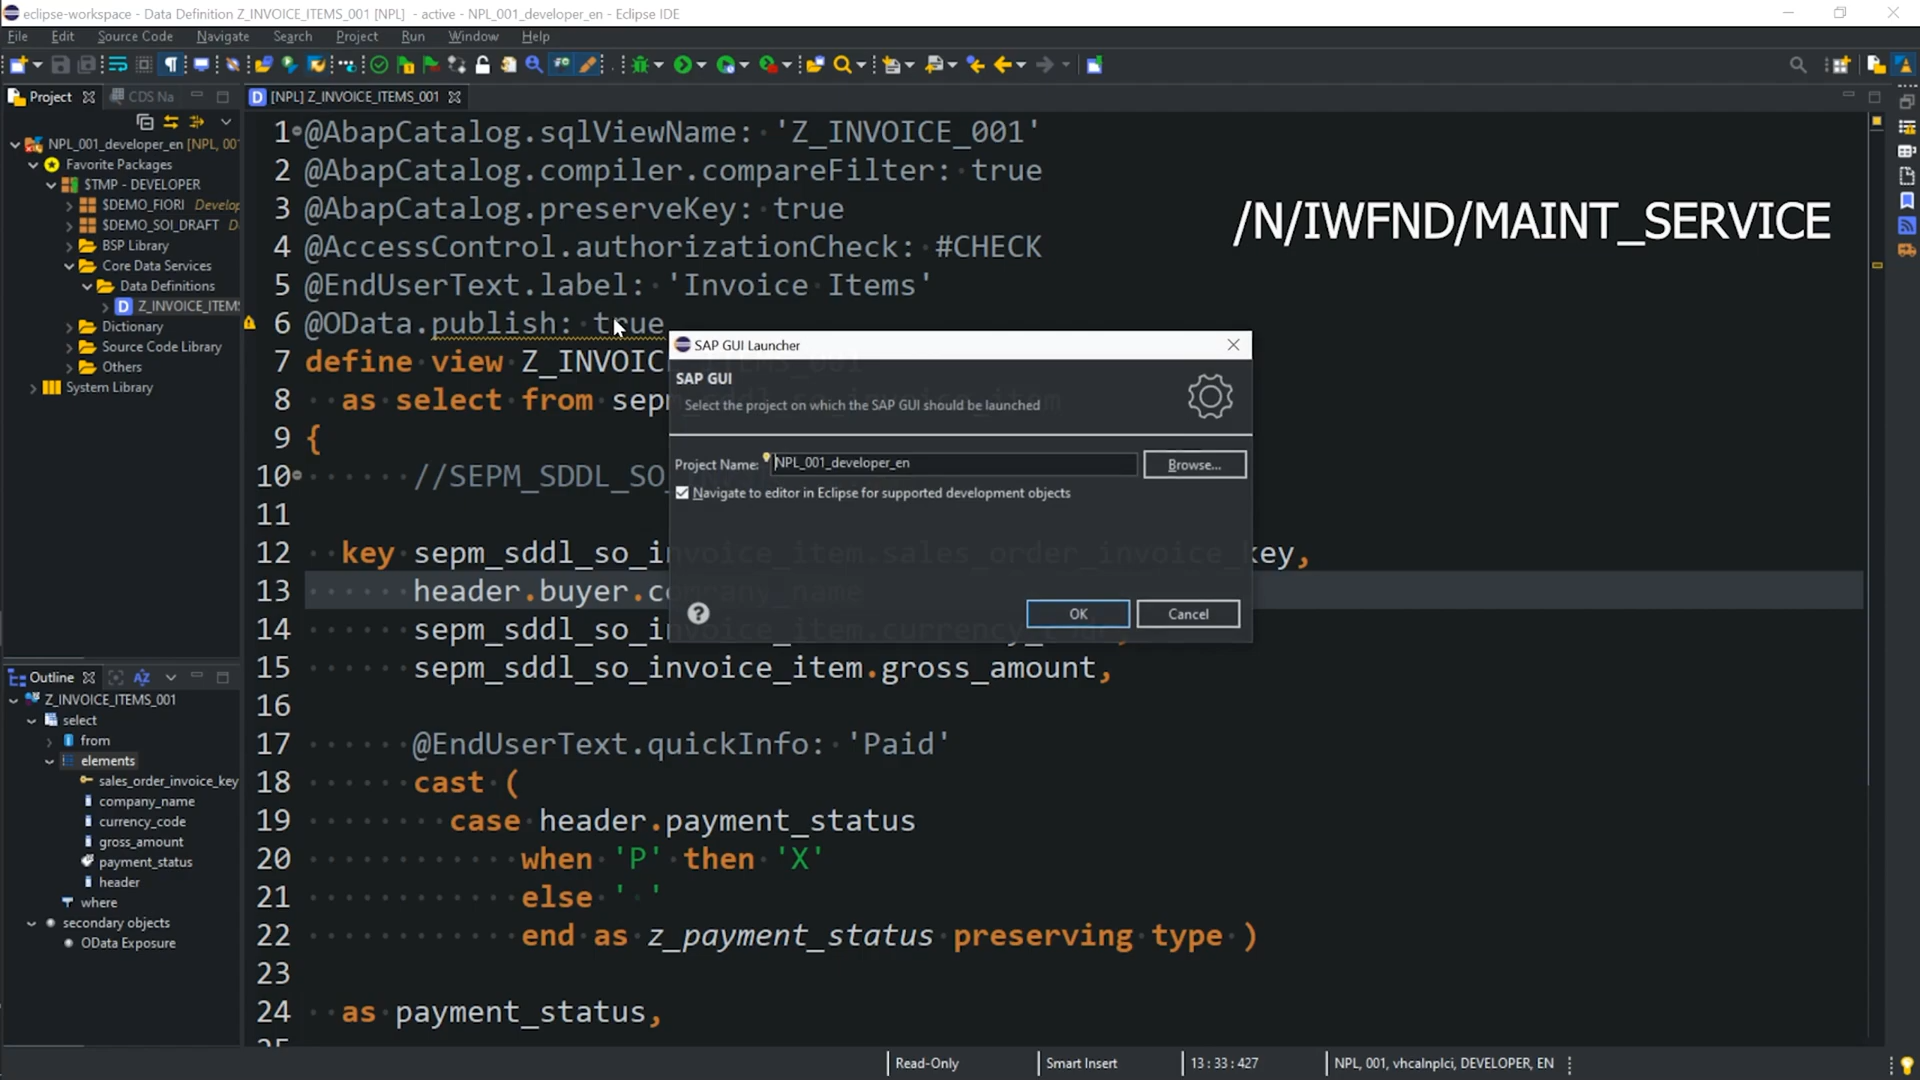 eclipse-workspace - Data Definition Z_INVOICE_ITEMS_001 [NPL] - active - NPL_001_developer_en - Eclipse IDE
File Edit Source Code Navigate Search Project Run Window Help
Project
CDS Na
[NPL] Z_INVOICE_ITEMS_001
NPL_001_developer_en [NPL, 00
Favorite Packages
$TMP - DEVELOPER
$DEMO_FIORI Develop
$DEMO_SOI_DRAFT D
BSP Library
Core Data Services
Data Definitions
Z_INVOICE_ITEM
Dictionary
Source Code Library
Others
System Library
1 @AbapCatalog.sqlViewName: 'Z_INVOICE_001'
2 @AbapCatalog.compiler.compareFilter: true
3 @AbapCatalog.preserveKey: true
4 @AccessControl.authorizationCheck: #CHECK
5 @EndUserText.label: 'Invoice Items'
6 @OData.publish: true
7 define view Z_INVOICE_ITEMS_001
8 as select from sepm_sddl_so_invoice_item
9 {
10 //SEPM_SDDL_SO_
11
12 key sepm_sddl_so_invoice_item.sales_order_invoice_key,
13 header.buyer.company_name
14 sepm_sddl_so_invoice_item.currency_code,
15 sepm_sddl_so_invoice_item.gross_amount,
16
17 @EndUserText.quickInfo: 'Paid'
18 cast (
19 case header.payment_status
20 when 'P' then 'X'
21 else ' '
22 end as z_payment_status preserving type )
23
24 as payment_status,
25
/N/IWFND/MAINT_SERVICE
SAP GUI Launcher
SAP GUI
Select the project on which the SAP GUI should be launched
Project Name: NPL_001_developer_en
Browse...
Navigate to editor in Eclipse for supported development objects
OK
Cancel
Outline
Z_INVOICE_ITEMS_001
select
from
elements
sales_order_invoice_key
company_name
currency_code
gross_amount
payment_status
header
where
secondary objects
OData Exposure
Read-Only
Smart Insert
13 : 33 : 427
NPL, 001, vhcalnplci, DEVELOPER, EN